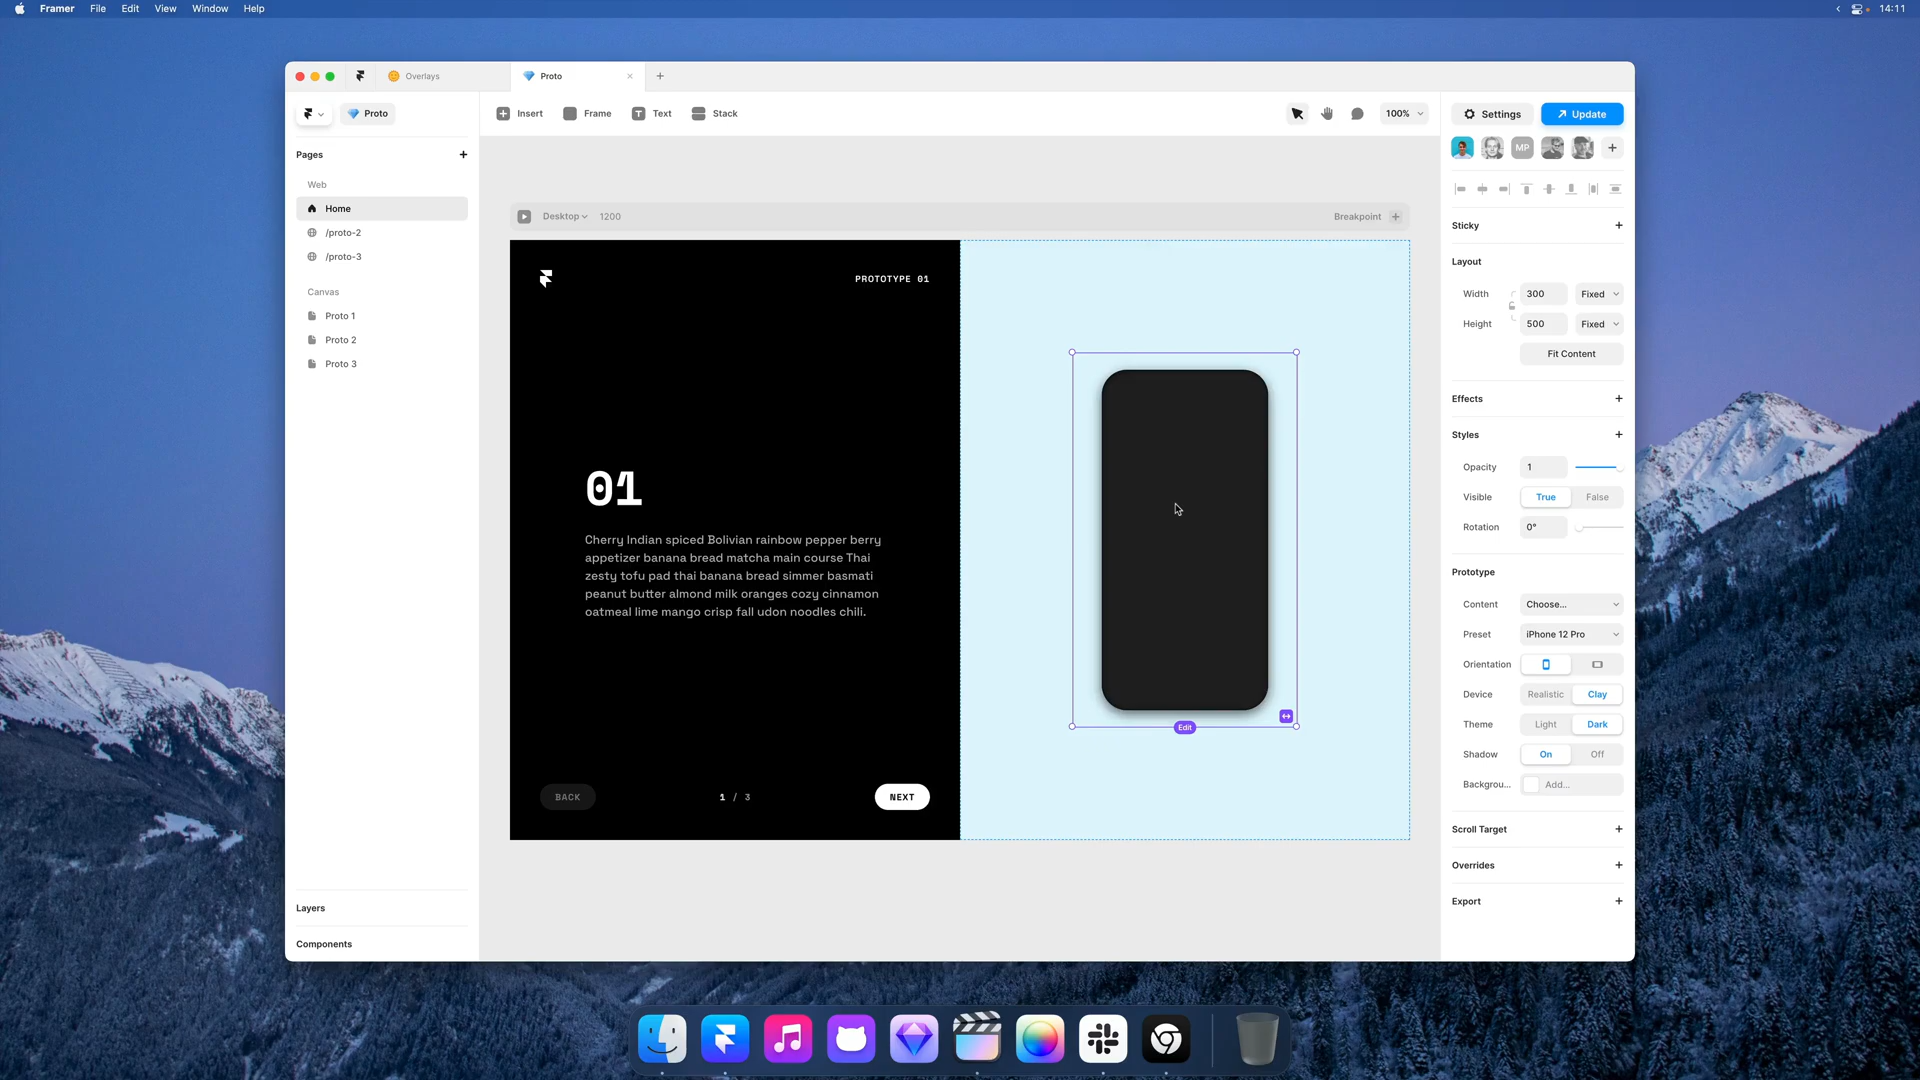 Framer File Edit View Window Help
14:11
Overlays
Proto
Proto
Insert
Frame
Text
Stack
100%
Settings
Update
MP
Pages
Web
Home
/proto-2
/proto-3
Canvas
Proto 1
Proto 2
Proto 3
Layers
Components
Desktop 1200
Breakpoint
PROTOTYPE 01
01
Cherry Indian spiced Bolivian rainbow pepper berry
appetizer banana bread matcha main course Thai
zesty tofu pad thai banana bread simmer basmati
peanut butter almond milk oranges cozy cinnamon
oatmeal lime mango crisp fall udon noodles chili.
BACK
1 / 3
NEXT
Edit
Sticky
Layout
Width 300 Fixed
Height 500 Fixed
Fit Content
Effects
Styles
Opacity 1
Visible True False
Rotation 0°
Prototype
Content Choose...
Preset iPhone 12 Pro
Orientation
Device Realistic Clay
Theme Light Dark
Shadow On Off
Backgrou... Add...
Scroll Target
Overrides
Export